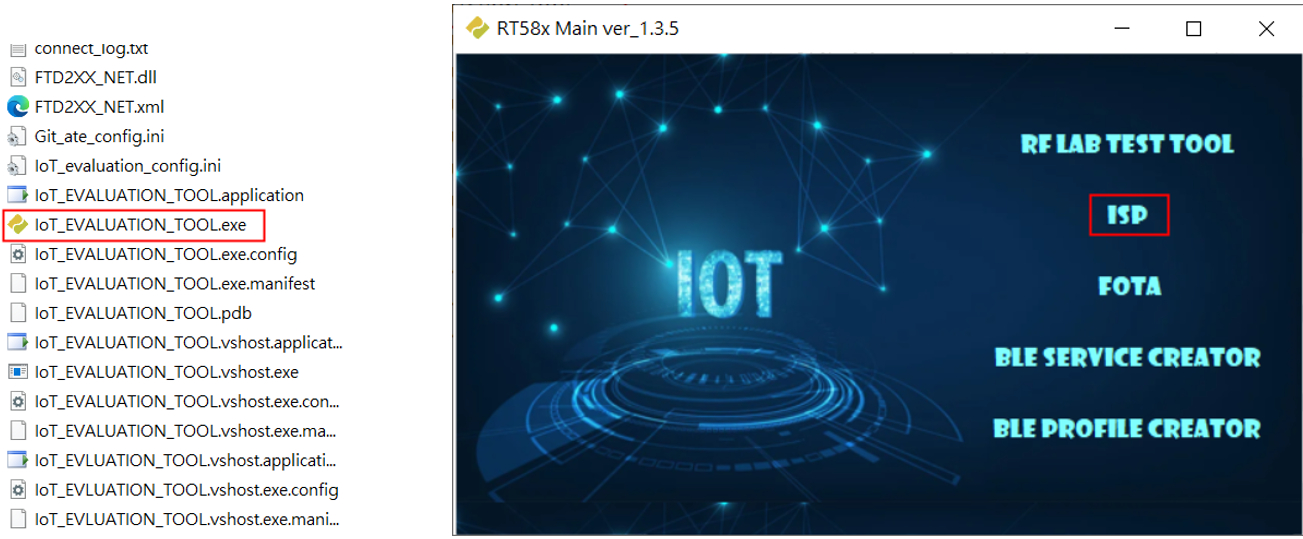 connect_log.txt
FTD2XX_NET.dll
FTD2XX_NET.xml
Git_ate_config.ini
IoT_evaluation_config.ini
IoT_EVALUATION_TOOL.application
IoT_EVALUATION_TOOL.exe
IoT_EVALUATION_TOOL.exe.config
IoT_EVALUATION_TOOL.exe.manifest
IoT_EVALUATION_TOOL.pdb
IoT_EVALUATION_TOOL.vshost.applicat...
IoT_EVALUATION_TOOL.vshost.exe
IoT_EVALUATION_TOOL.vshost.exe.con...
IoT_EVALUATION_TOOL.vshost.exe.ma...
IoT_EVLUATION_TOOL.vshost.applicati...
IoT_EVLUATION_TOOL.vshost.exe.config
IoT_EVLUATION_TOOL.vshost.exe.mani...
RT58x Main ver_1.3.5
IOT
RF LAB TEST TOOL
ISP
FOTA
BLE SERVICE CREATOR
BLE PROFILE CREATOR